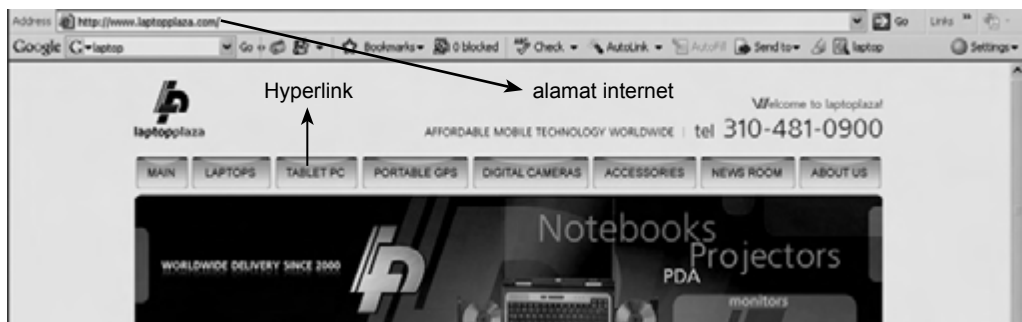 Address http://www.laptopplaza.com/ Go Links »
Google G laptop Go Bookmarks 0 blocked Check AutoLink AutoFill Send to laptop Settings
Hyperlink alamat internet
Welcome to laptopplaza!
laptopplaza AFFORDABLE MOBILE TECHNOLOGY WORLDWIDE | tel 310-481-0900
MAIN LAPTOPS TABLET PC PORTABLE GPS DIGITAL CAMERAS ACCESSORIES NEWS ROOM ABOUT US
Notebooks
Projectors
WORLDWIDE DELIVERY SINCE 2000
PDA
monitors